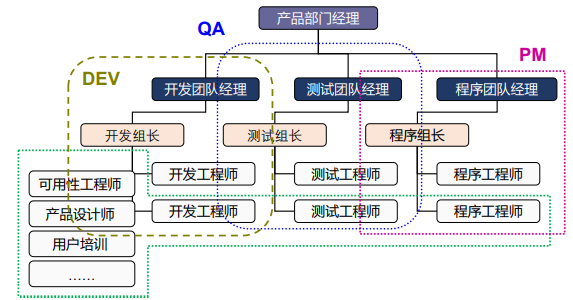 产品部门经理
QA
PM
DEV
开发团队经理
测试团队经理
程序团队经理
开发组长
测试组长
程序组长
开发工程师
测试工程师
程序工程师
可用性工程师
产品设计师
开发工程师
测试工程师
程序工程师
用户培训
……